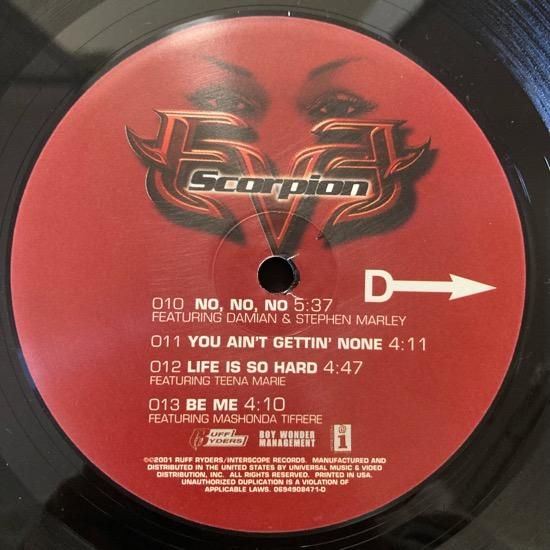 EVE
Scorpion
D
010 NO, NO, NO 5:37
FEATURING DAMIAN & STEPHEN MARLEY
011 YOU AIN'T GETTIN' NONE 4:11
012 LIFE IS SO HARD 4:47
FEATURING TEENA MARIE
013 BE ME 4:10
FEATURING MASHONDA TIFRERE
RUFF RYDERS
BOY WONDER
MANAGEMENT
i
℗©2001 RUFF RYDERS/INTERSCOPE RECORDS. MANUFACTURED AND
DISTRIBUTED IN THE UNITED STATES BY UNIVERSAL MUSIC & VIDEO
DISTRIBUTION, INC. ALL RIGHTS RESERVED. PRINTED IN USA.
UNAUTHORIZED DUPLICATION IS A VIOLATION OF
APPLICABLE LAWS. 0694908471-D